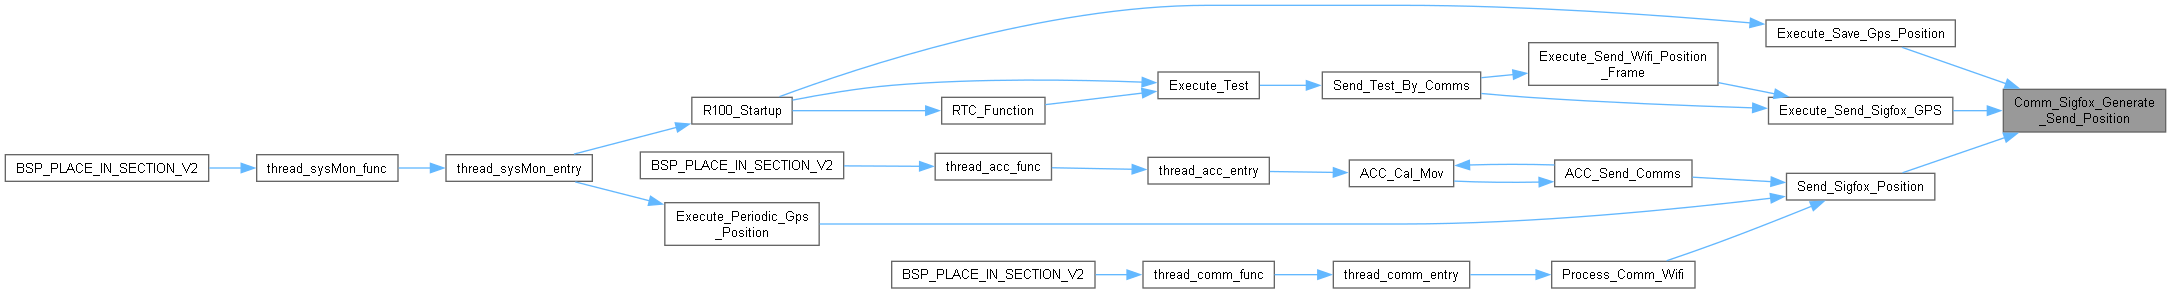 Execute_Save_Gps_Position
Execute_Send_Wifi_Position
_Frame
Execute_Test
Send_Test_By_Comms
Comm_Sigfox_Generate
_Send_Position
R100_Startup
RTC_Function
Execute_Send_Sigfox_GPS
BSP_PLACE_IN_SECTION_V2
thread_sysMon_func
thread_sysMon_entry
BSP_PLACE_IN_SECTION_V2
thread_acc_func
thread_acc_entry
ACC_Cal_Mov
ACC_Send_Comms
Send_Sigfox_Position
Execute_Periodic_Gps
_Position
BSP_PLACE_IN_SECTION_V2
thread_comm_func
thread_comm_entry
Process_Comm_Wifi